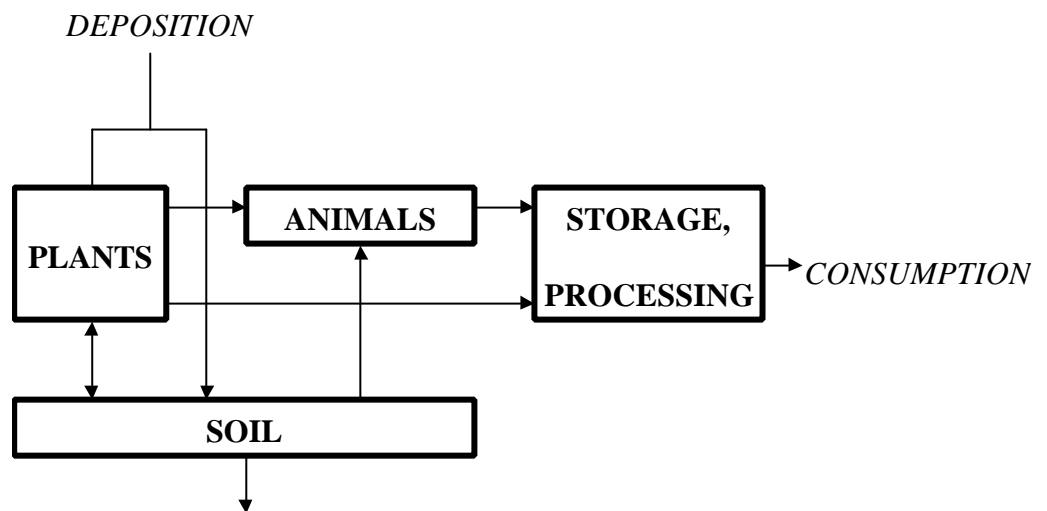 DEPOSITION
PLANTS
ANIMALS
STORAGE,
PROCESSING
CONSUMPTION
SOIL